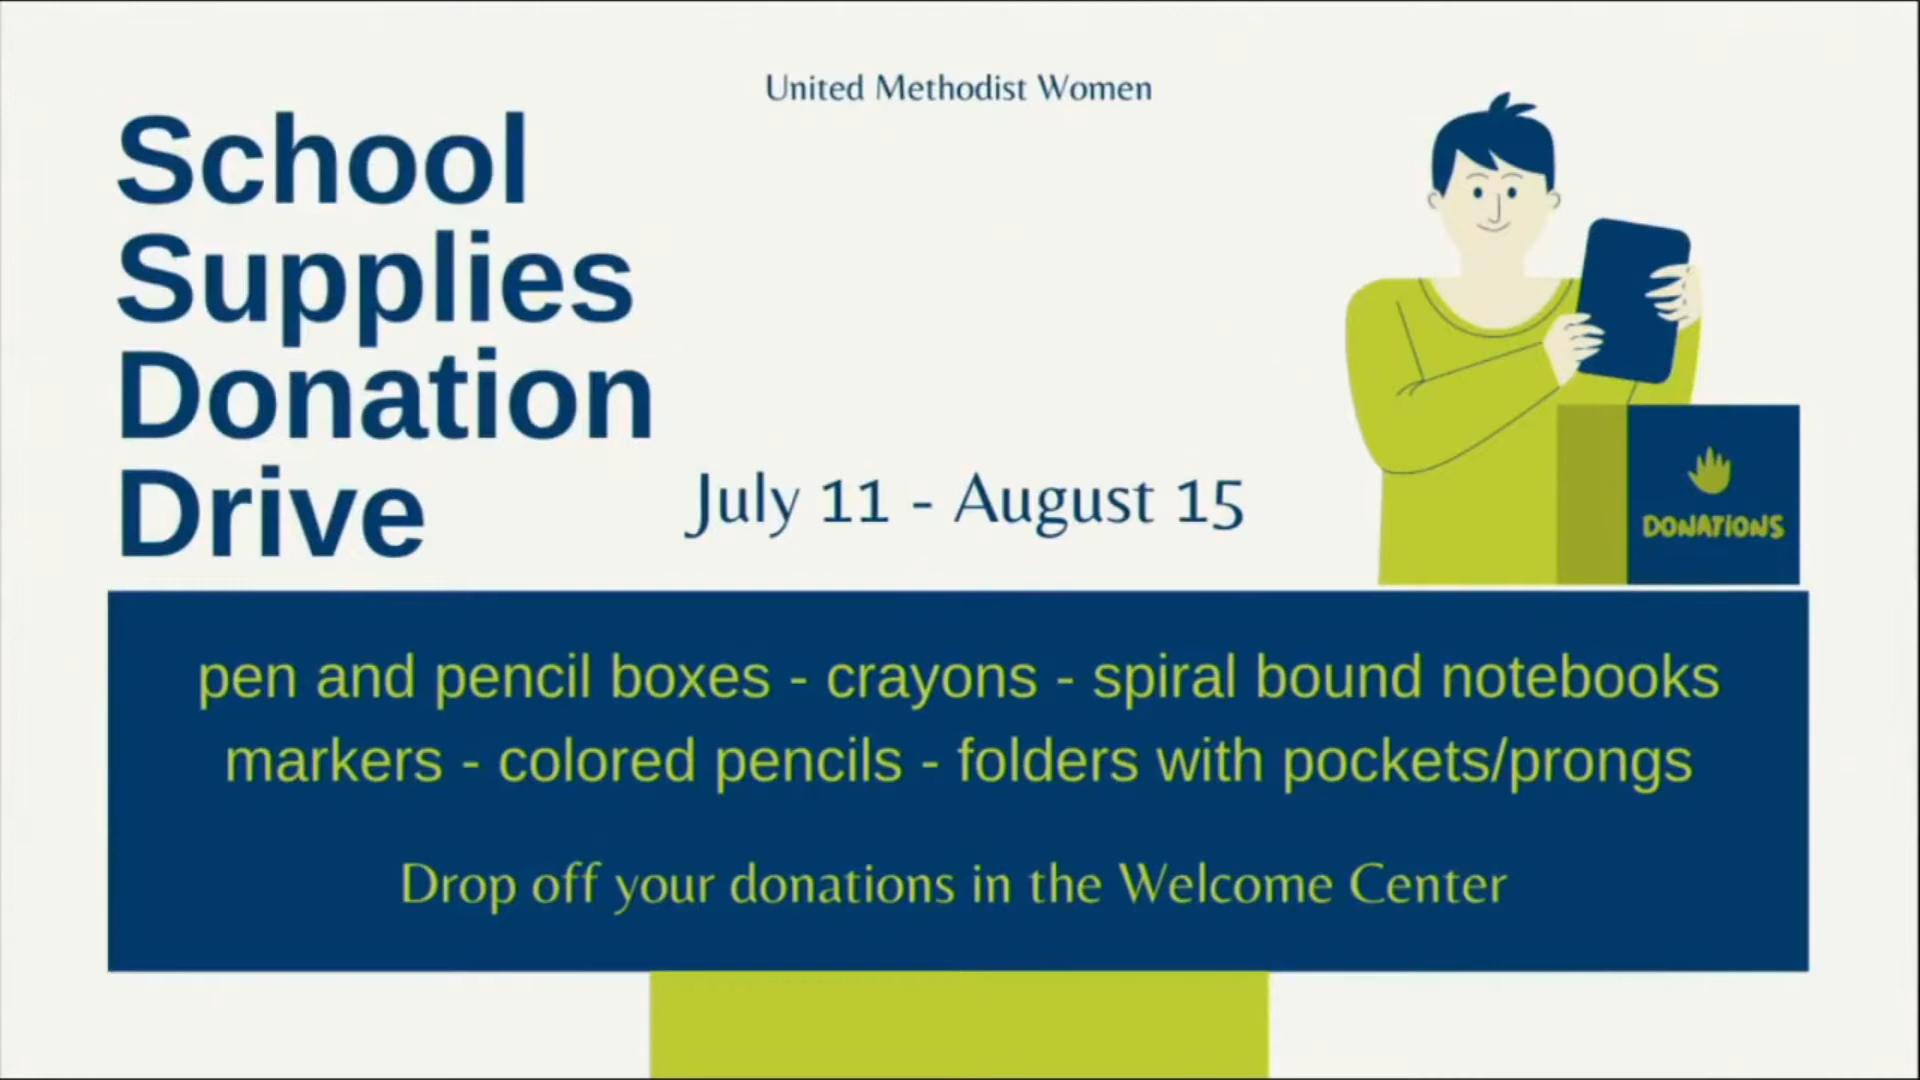 United Methodist Women
School
Supplies
Donation
Drive
July 11 - August 15
DONATIONS
pen and pencil boxes - crayons - spiral bound notebooks
markers - colored pencils - folders with pockets/prongs
Drop off your donations in the Welcome Center